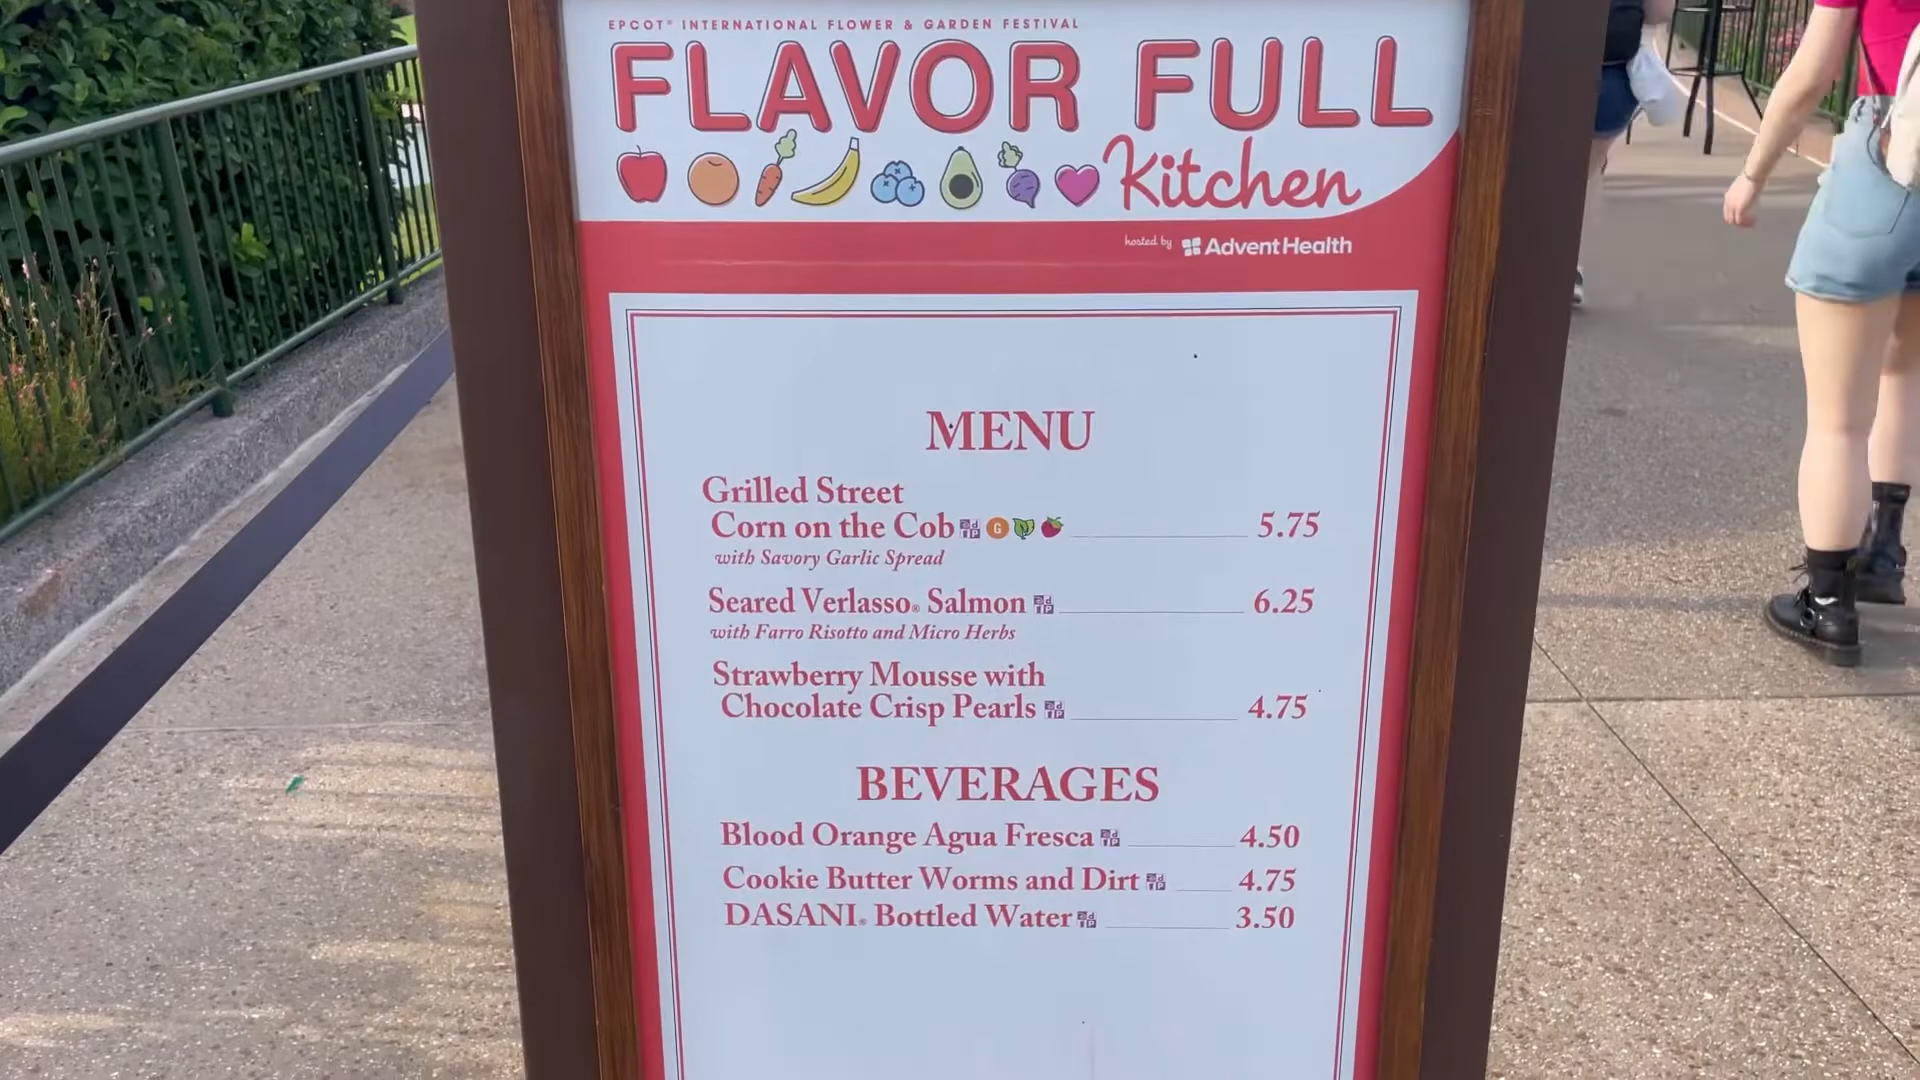 EPCOT® INTERNATIONAL FLOWER & GARDEN FESTIVAL
FLAVOR FULL
Kitchen
hosted by AdventHealth
MENU
Grilled Street
Corn on the Cob G 5.75
with Savory Garlic Spread
Seared Verlasso® Salmon 6.25
with Farro Risotto and Micro Herbs
Strawberry Mousse with
Chocolate Crisp Pearls 4.75
BEVERAGES
Blood Orange Agua Fresca 4.50
Cookie Butter Worms and Dirt 4.75
DASANI® Bottled Water 3.50